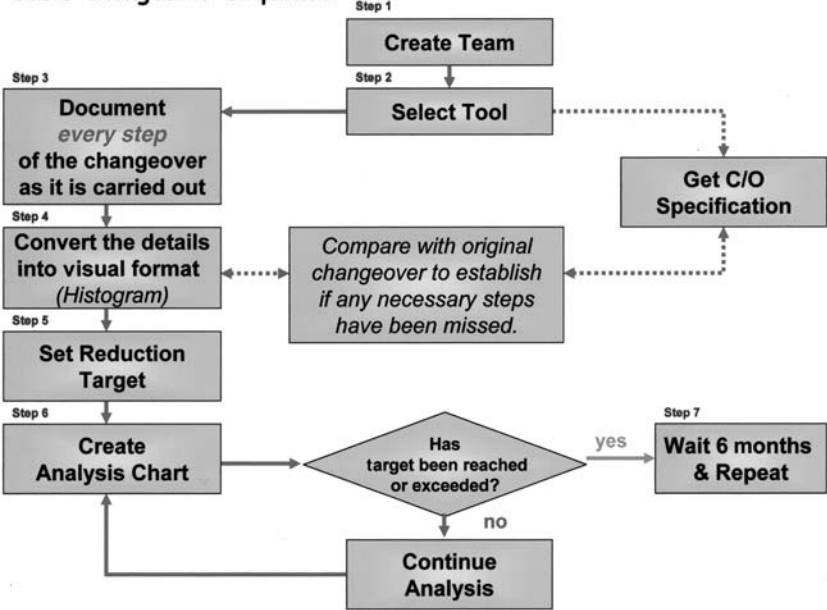 Step 1
Create Team
Step 2
Select Tool
Step 3
Document
every step
of the changeover
as it is carried out
Get C/O
Specification
Step 4
Convert the details
into visual format
(Histogram)
Compare with original
changeover to establish
if any necessary steps
have been missed.
Step 5
Set Reduction
Target
Step 6
Create
Analysis Chart
Has
target been reached
or exceeded?
yes
Step 7
Wait 6 months
& Repeat
no
Continue
Analysis